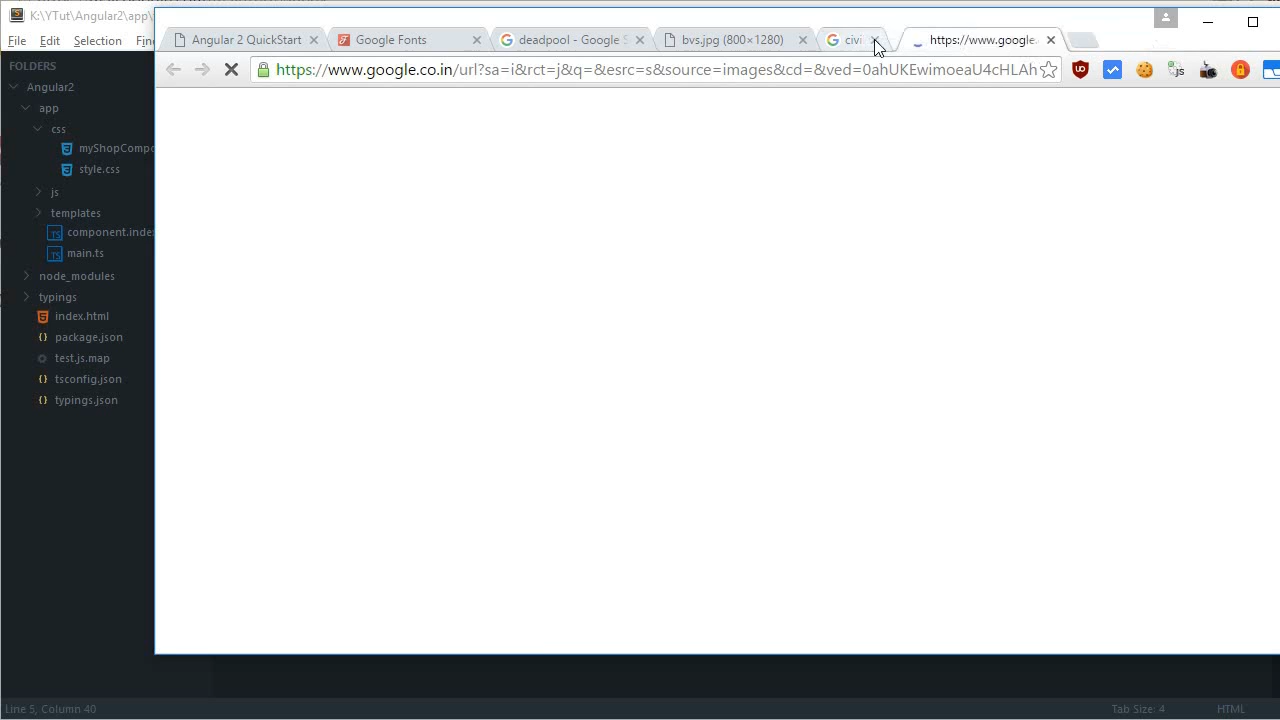 K:\YTut\Angular2\app\
File Edit Selection
Angular 2 QuickStart
Google Fonts
deadpool - Google S
bvs.jpg (800×1280)
civi
https://www.google.
https://www.google.co.in/url?sa=i&rct=j&q=&esrc=s&source=images&cd=&ved=0ahUKEwimoeaU4cHLAh
FOLDERS
Angular2
app
css
myShopCompo
style.css
js
templates
component.index
main.ts
node_modules
typings
index.html
package.json
test.js.map
tsconfig.json
typings.json
Line 5, Column 40
Tab Size: 4
HTML